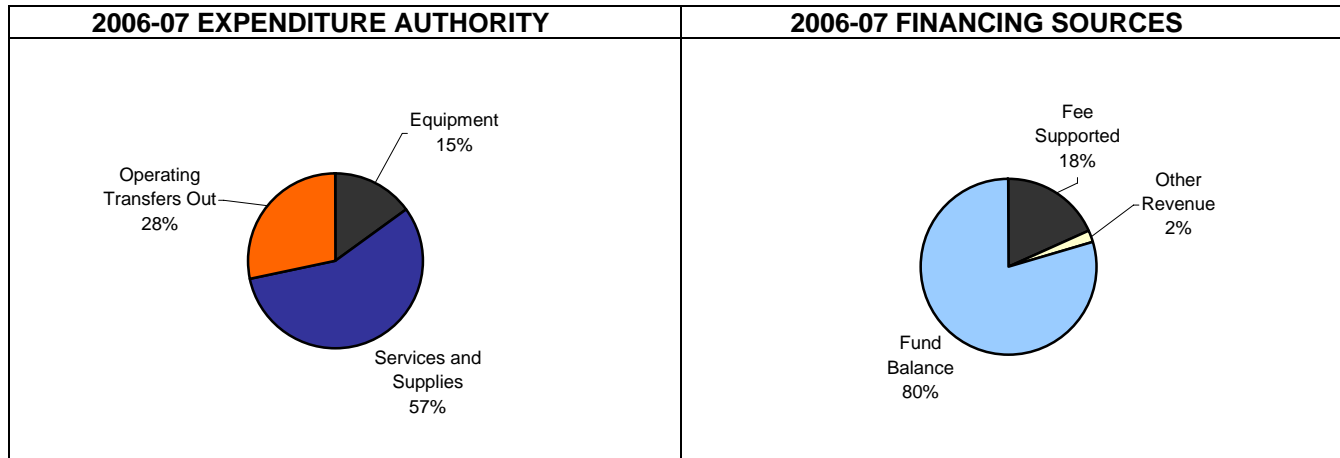 2006-07 EXPENDITURE AUTHORITY
Equipment
15%
Operating
Transfers Out
28%
Services and
Supplies
57%
2006-07 FINANCING SOURCES
Fee
Supported
18%
Other
Revenue
2%
Fund
Balance
80%